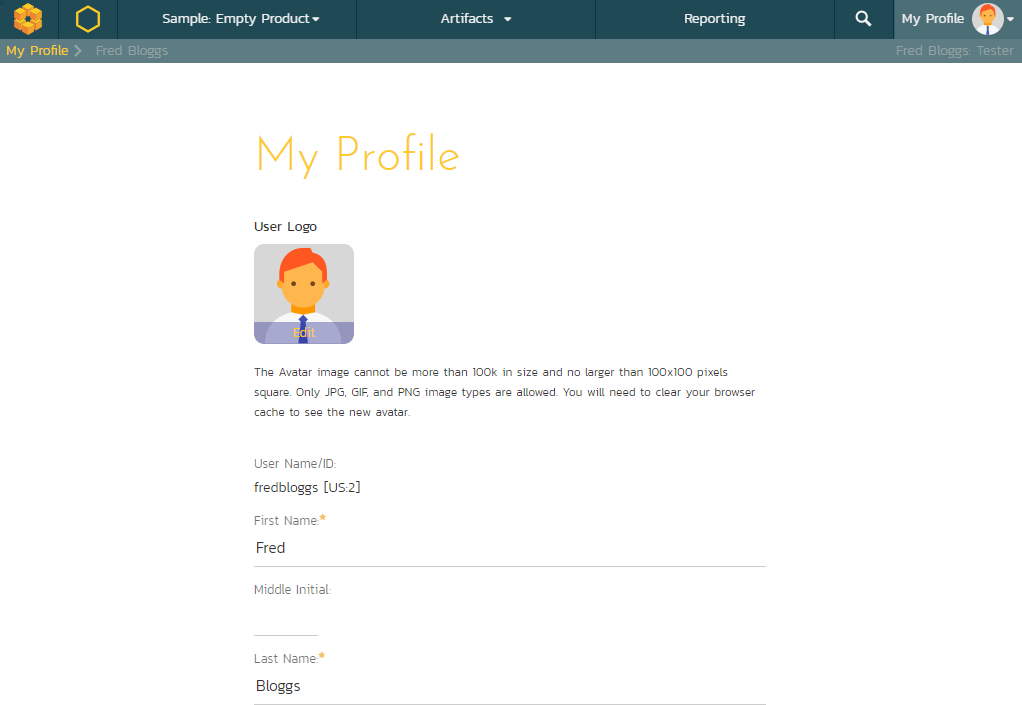 Sample: Empty Product
Artifacts
Reporting
My Profile
My Profile Fred Bloggs
Fred Bloggs: Tester
My Profile
User Logo
Edit
The Avatar image cannot be more than 100k in size and no larger than 100x100 pixels
square. Only JPG, GIF, and PNG image types are allowed. You will need to clear your browser
cache to see the new avatar.
User Name/ID:
fredbloggs [US:2]
First Name:*
Fred
Middle Initial:
Last Name:*
Bloggs